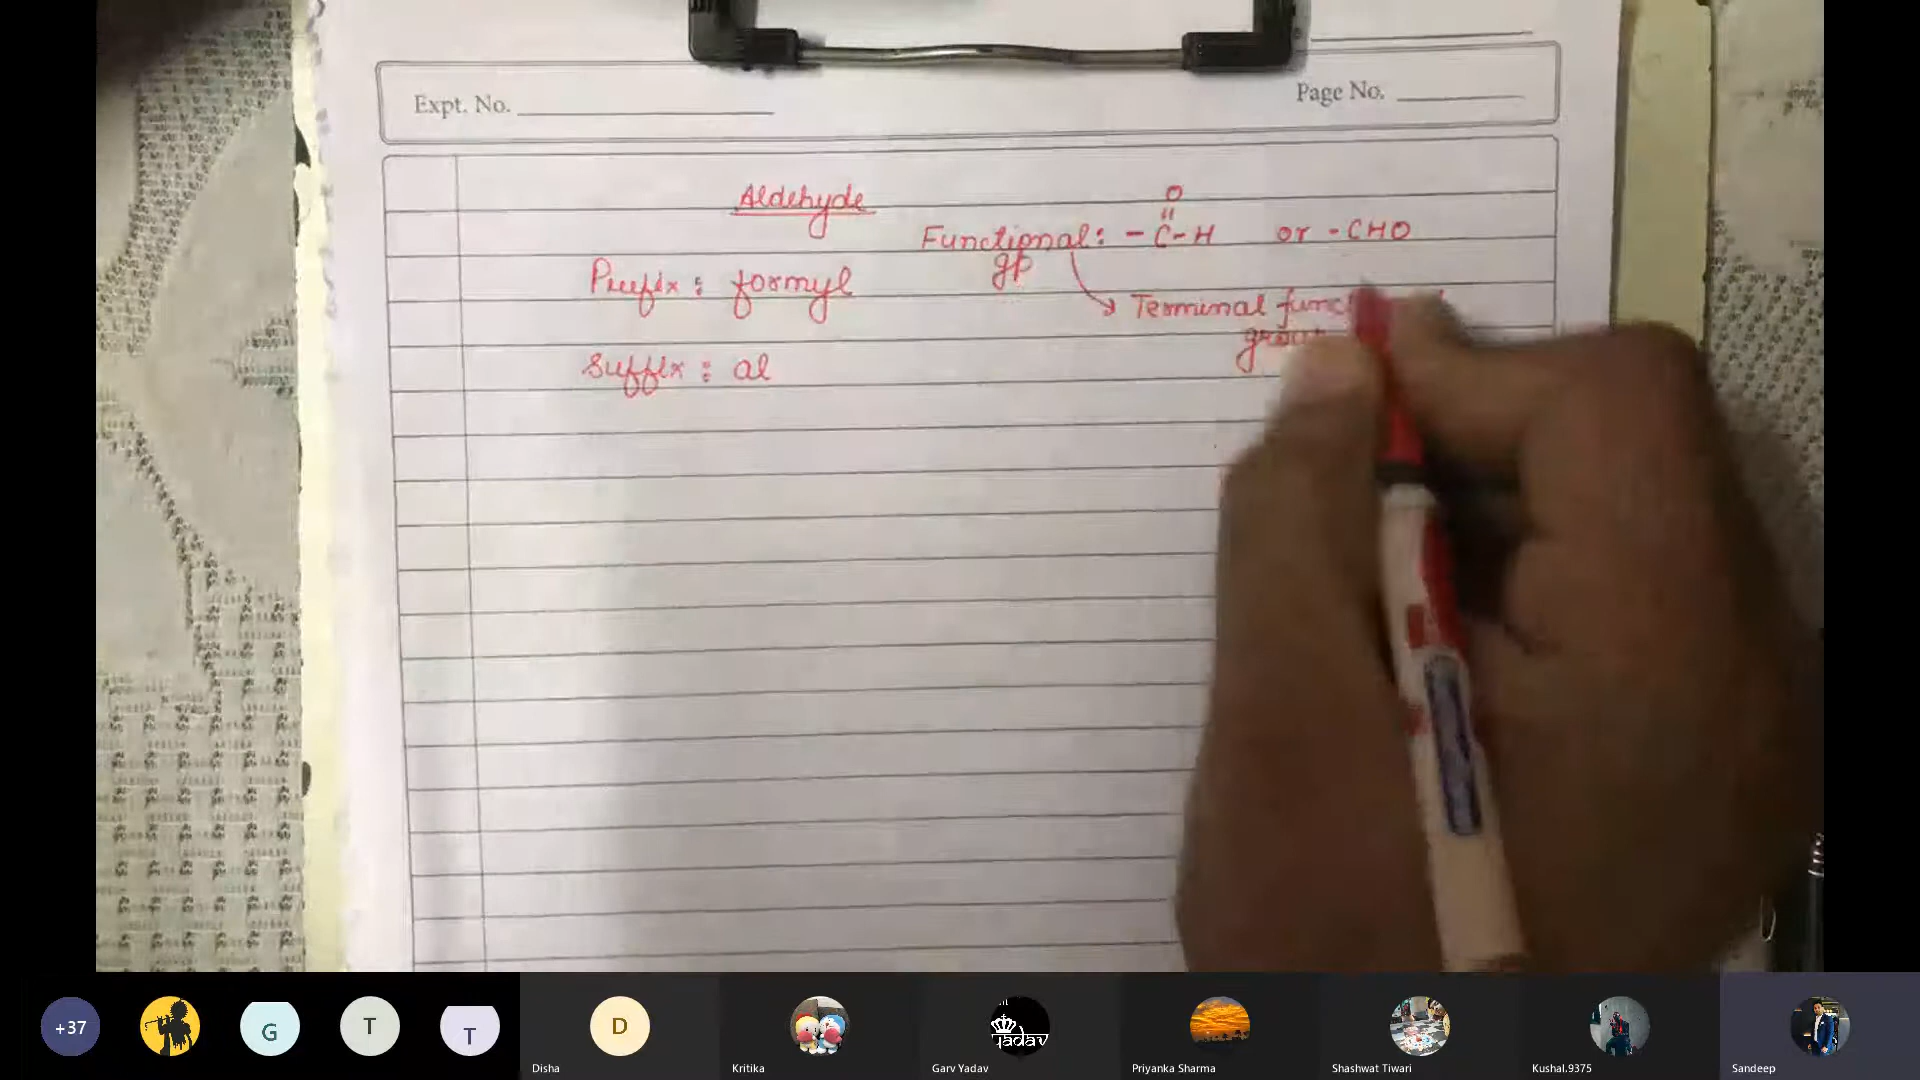 Expt. No.
Page No.
Aldehyde
O
Functional: - C - H or - CHO
gp
Prefix : formyl
Terminal
Suffix : al
+37
G
T
T
D
Yadav
Disha
Kritika
Garv Yadav
Priyanka Sharma
Shashwat Tiwari
Kushal.9375
Sandeep